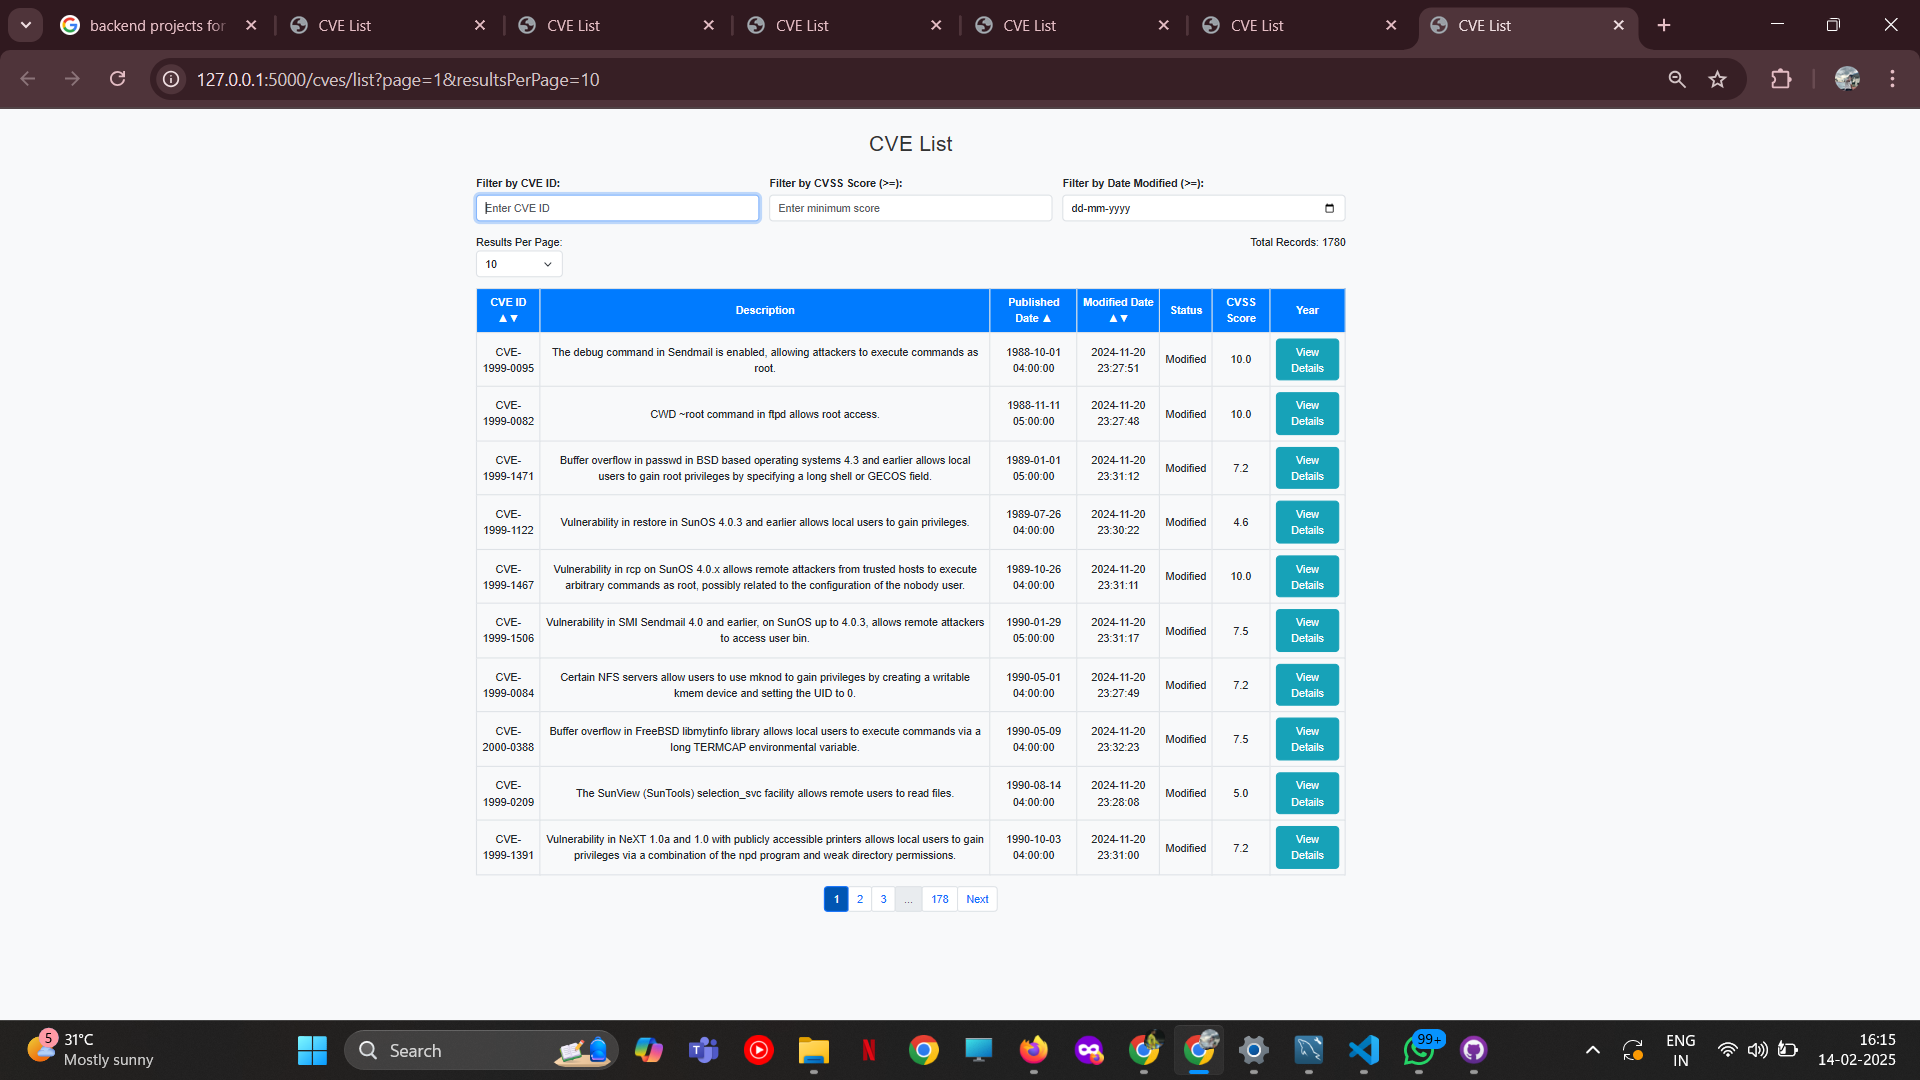 backend projects for
CVE List
CVE List
CVE List
CVE List
CVE List
CVE List
127.0.0.1:5000/cves/list?page=1&resultsPerPage=10
CVE List
Filter by CVE ID:
Filter by CVSS Score (>=):
Filter by Date Modified (>=):
Enter CVE ID
Enter minimum score
dd-mm-yyyy
Results Per Page:
Total Records: 1780
10
CVE ID ▲▼
Description
Published Date ▲
Modified Date ▲▼
Status
CVSS Score
Year
CVE-1999-0095
The debug command in Sendmail is enabled, allowing attackers to execute commands as
root.
1988-10-01
04:00:00
2024-11-20
23:27:51
Modified
10.0
View
Details
CVE-1999-0082
CWD ~root command in ftpd allows root access.
1988-11-11
05:00:00
2024-11-20
23:27:48
Modified
10.0
View
Details
CVE-1999-1471
Buffer overflow in passwd in BSD based operating systems 4.3 and earlier allows local
users to gain root privileges by specifying a long shell or GECOS field.
1989-01-01
05:00:00
2024-11-20
23:31:12
Modified
7.2
View
Details
CVE-1999-1122
Vulnerability in restore in SunOS 4.0.3 and earlier allows local users to gain privileges.
1989-07-26
04:00:00
2024-11-20
23:30:22
Modified
4.6
View
Details
CVE-1999-1467
Vulnerability in rcp on SunOS 4.0.x allows remote attackers from trusted hosts to execute
arbitrary commands as root, possibly related to the configuration of the nobody user.
1989-10-26
04:00:00
2024-11-20
23:31:11
Modified
10.0
View
Details
CVE-1999-1506
Vulnerability in SMI Sendmail 4.0 and earlier, on SunOS up to 4.0.3, allows remote attackers
to access user bin.
1990-01-29
05:00:00
2024-11-20
23:31:17
Modified
7.5
View
Details
CVE-1999-0084
Certain NFS servers allow users to use mknod to gain privileges by creating a writable
kmem device and setting the UID to 0.
1990-05-01
04:00:00
2024-11-20
23:27:49
Modified
7.2
View
Details
CVE-2000-0388
Buffer overflow in FreeBSD libmytinfo library allows local users to execute commands via a
long TERMCAP environmental variable.
1990-05-09
04:00:00
2024-11-20
23:32:23
Modified
7.5
View
Details
CVE-1999-0209
The SunView (SunTools) selection_svc facility allows remote users to read files.
1990-08-14
04:00:00
2024-11-20
23:28:08
Modified
5.0
View
Details
CVE-1999-1391
Vulnerability in NeXT 1.0a and 1.0 with publicly accessible printers allows local users to gain
privileges via a combination of the npd program and weak directory permissions.
1990-10-03
04:00:00
2024-11-20
23:31:00
Modified
7.2
View
Details
1 2 3 ... 178 Next
5
31°C
Mostly sunny
Search
99+
ENG
IN
16:15
14-02-2025